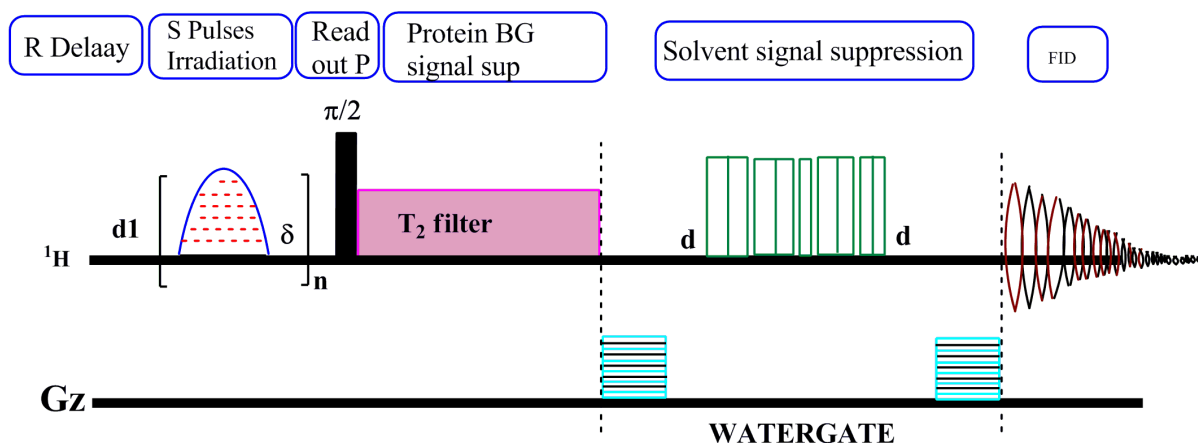 R Delaay
S Pulses
Irradiation
Read
out P
Protein BG
signal sup
Solvent signal suppression
FID
π/2
d1
δ
n
T₂ filter
d
d
¹H
Gz
WATERGATE